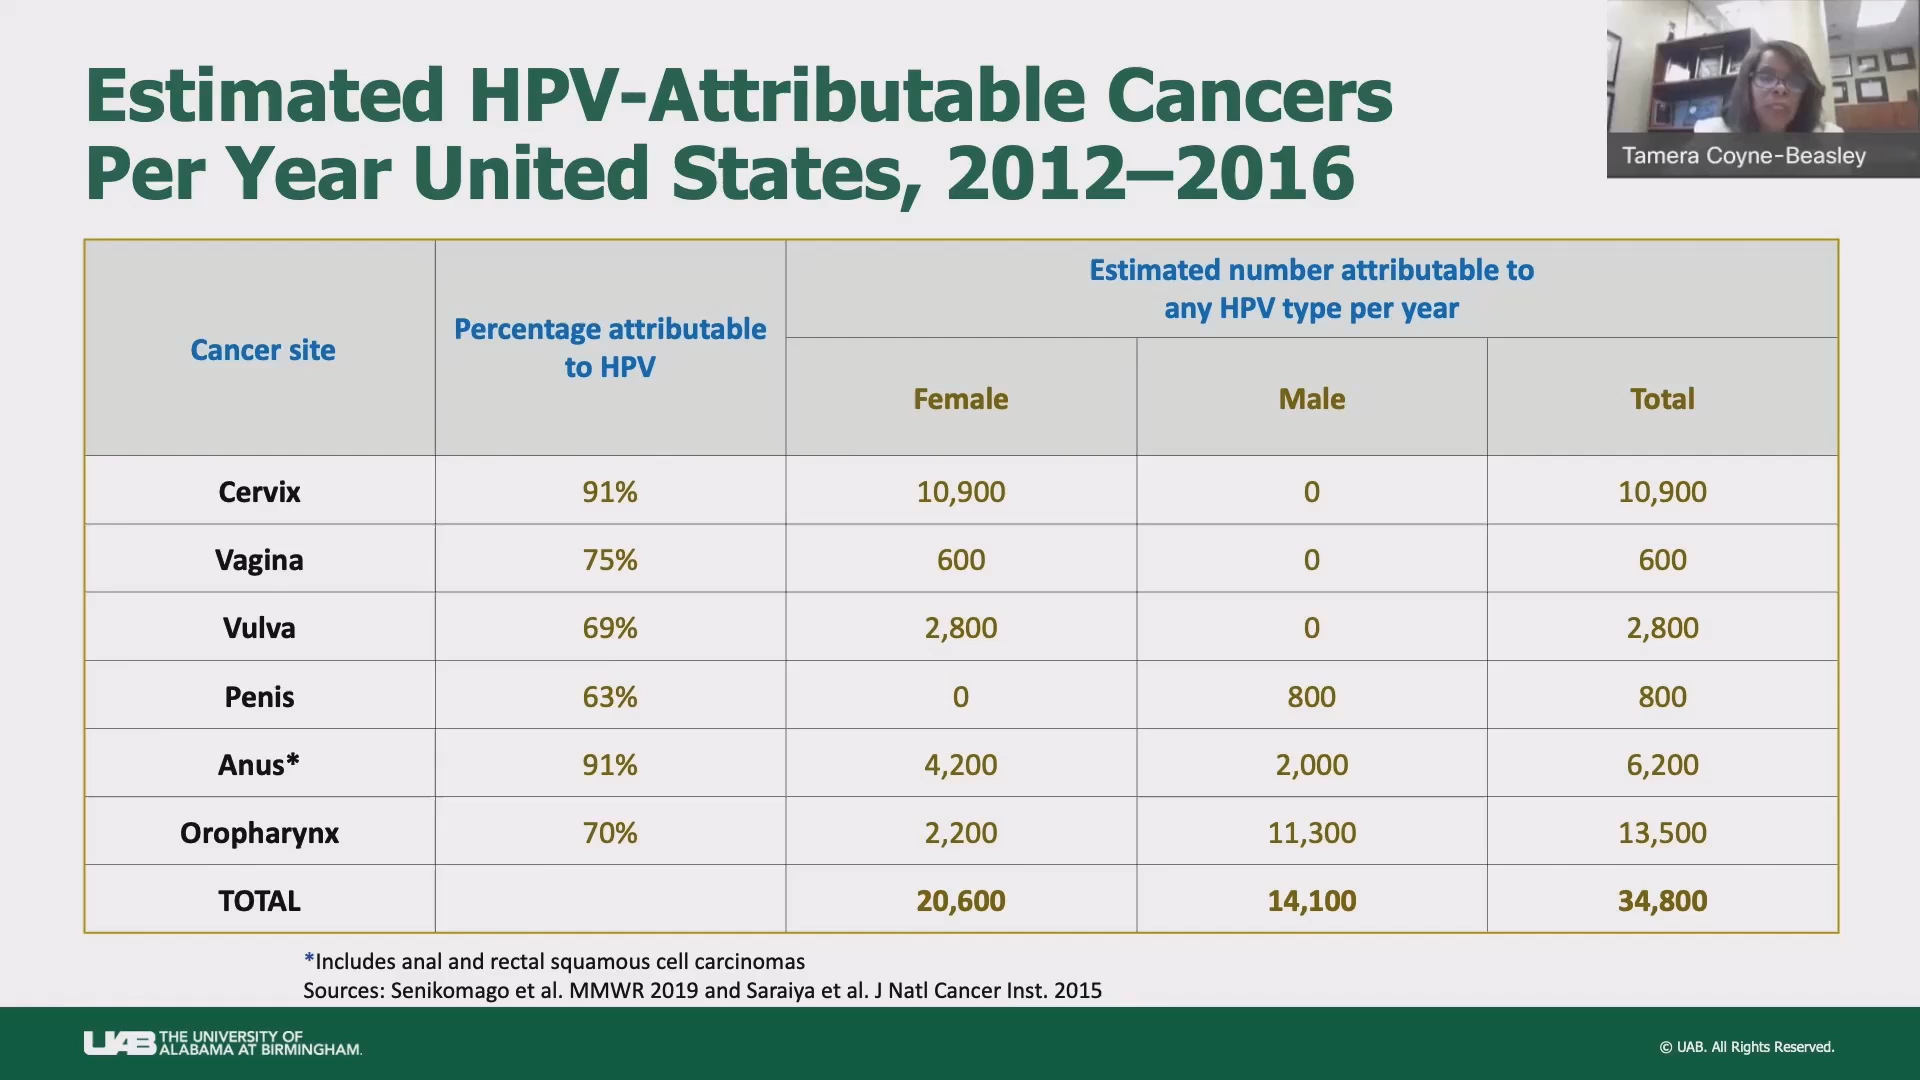 Estimated HPV-Attributable Cancers
Per Year United States, 2012–2016
Tamera Coyne-Beasley
Cancer site
Percentage attributable
to HPV
Estimated number attributable to
any HPV type per year
Female Male Total
Cervix 91% 10,900 0 10,900
Vagina 75% 600 0 600
Vulva 69% 2,800 0 2,800
Penis 63% 0 800 800
Anus* 91% 4,200 2,000 6,200
Oropharynx 70% 2,200 11,300 13,500
TOTAL 20,600 14,100 34,800
*Includes anal and rectal squamous cell carcinomas
Sources: Senikomago et al. MMWR 2019 and Saraiya et al. J Natl Cancer Inst. 2015
UAB THE UNIVERSITY OF
ALABAMA AT BIRMINGHAM.
© UAB. All Rights Reserved.